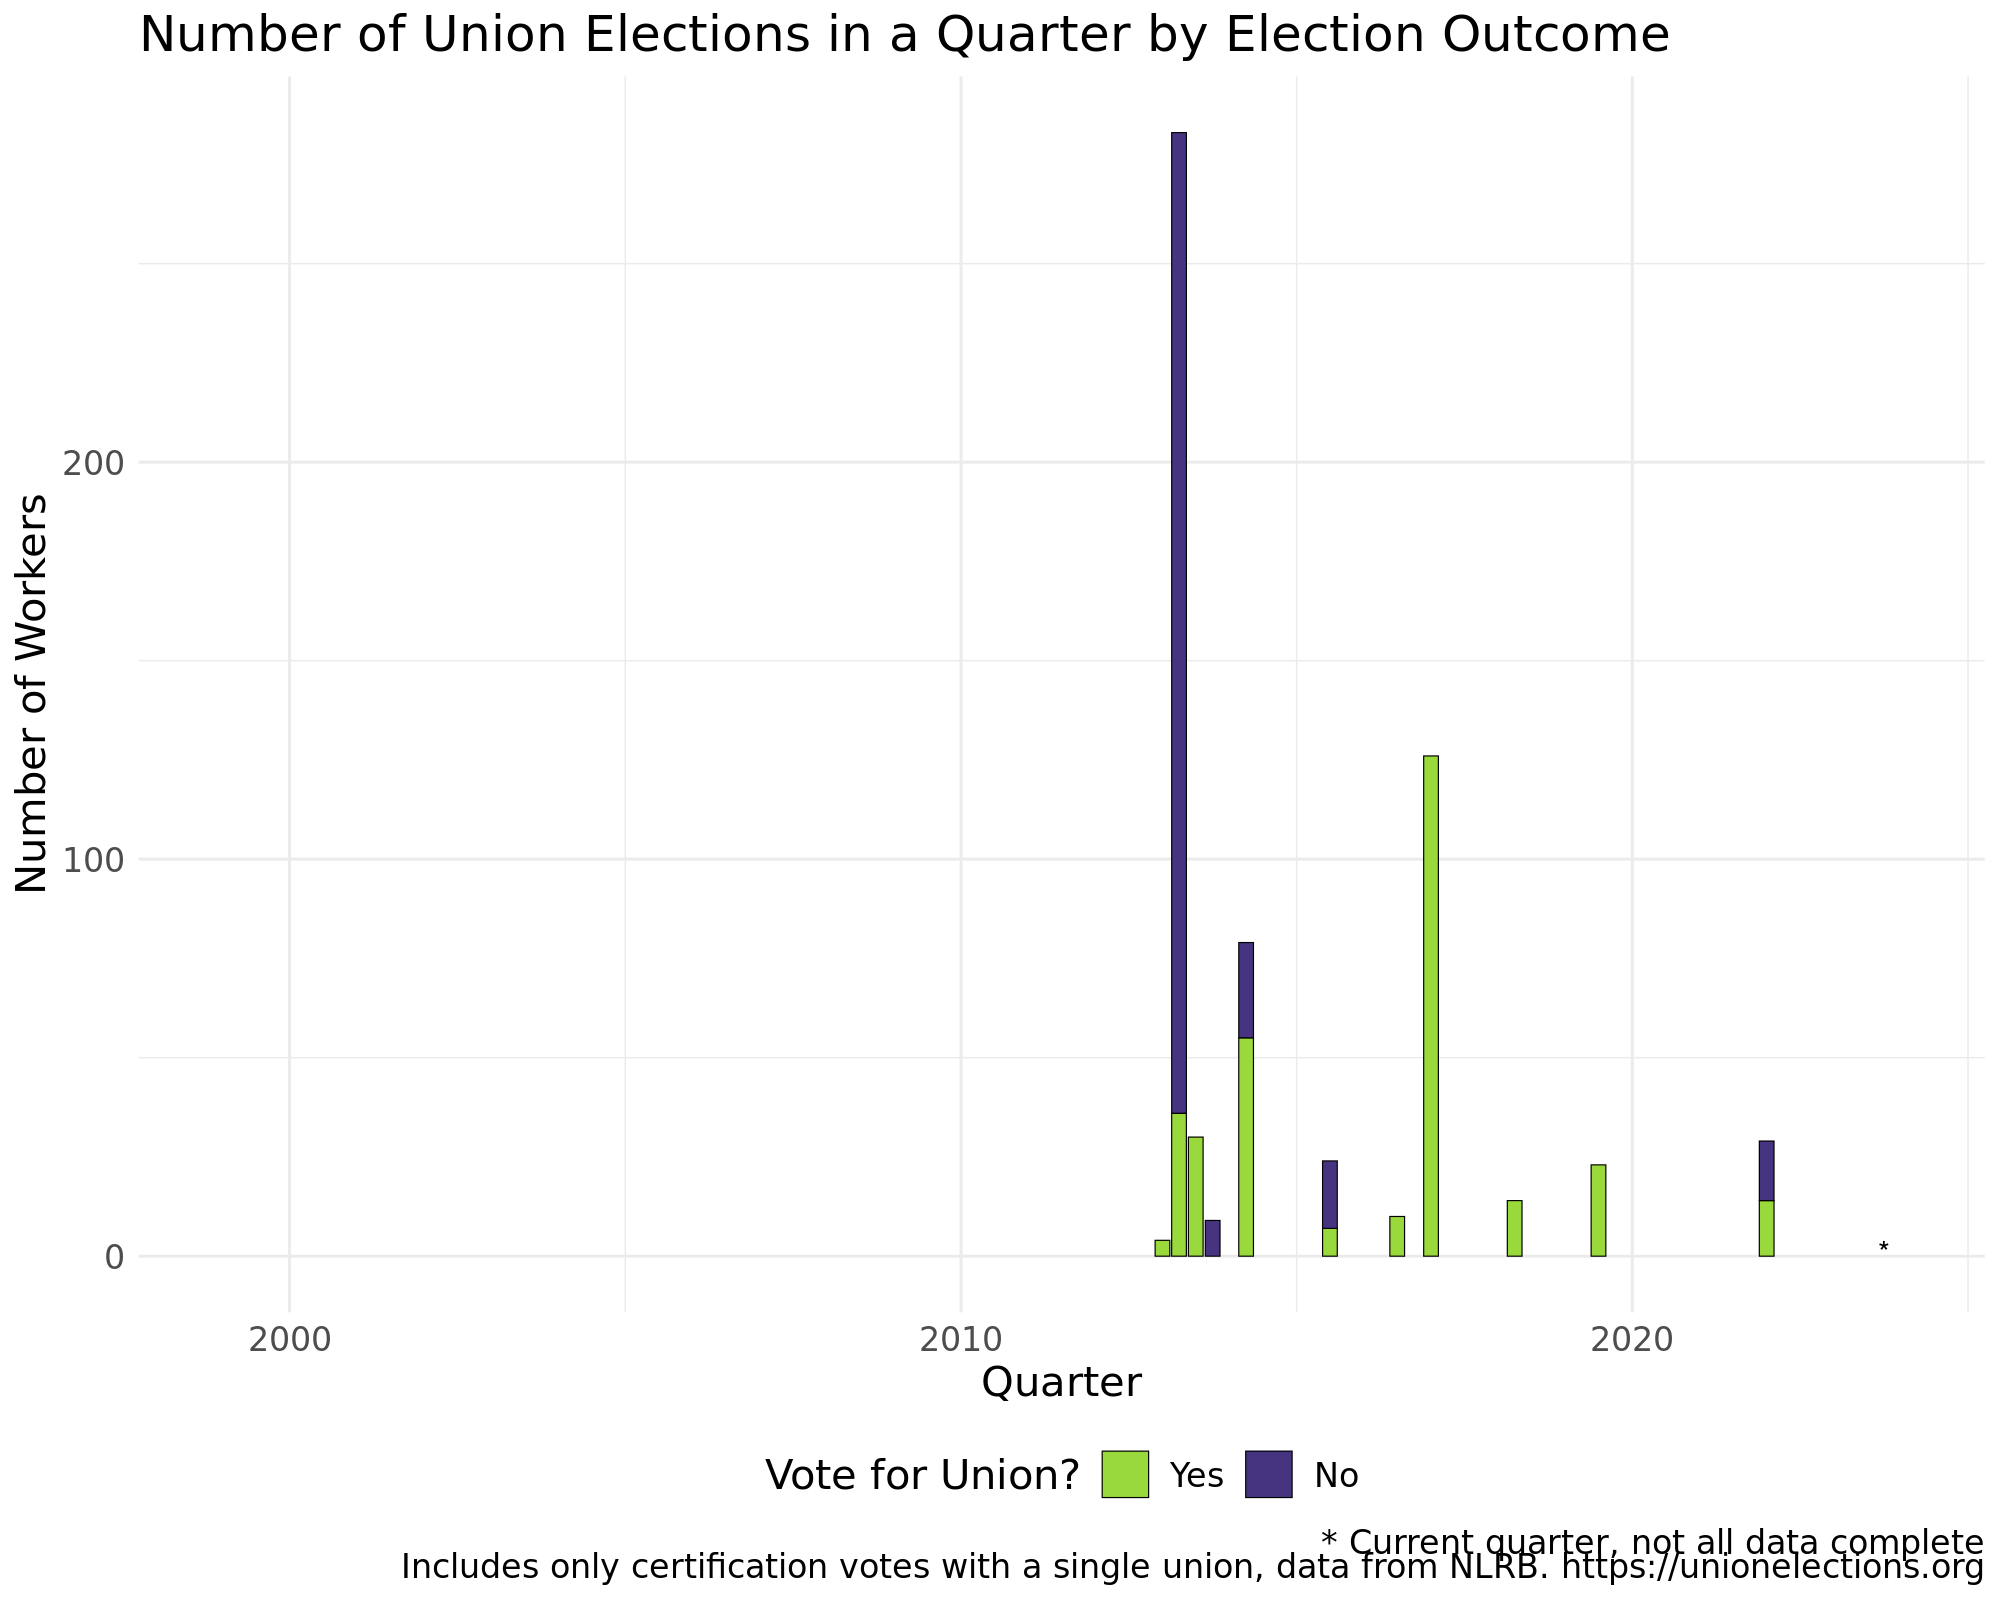 Number of Union Elections in a Quarter by Election Outcome
Number of Workers
200
100
0
*
2000
2010
2020
Quarter
Vote for Union?
Yes
No
* Current quarter, not all data complete
Includes only certification votes with a single union, data from NLRB. https://unionelections.org